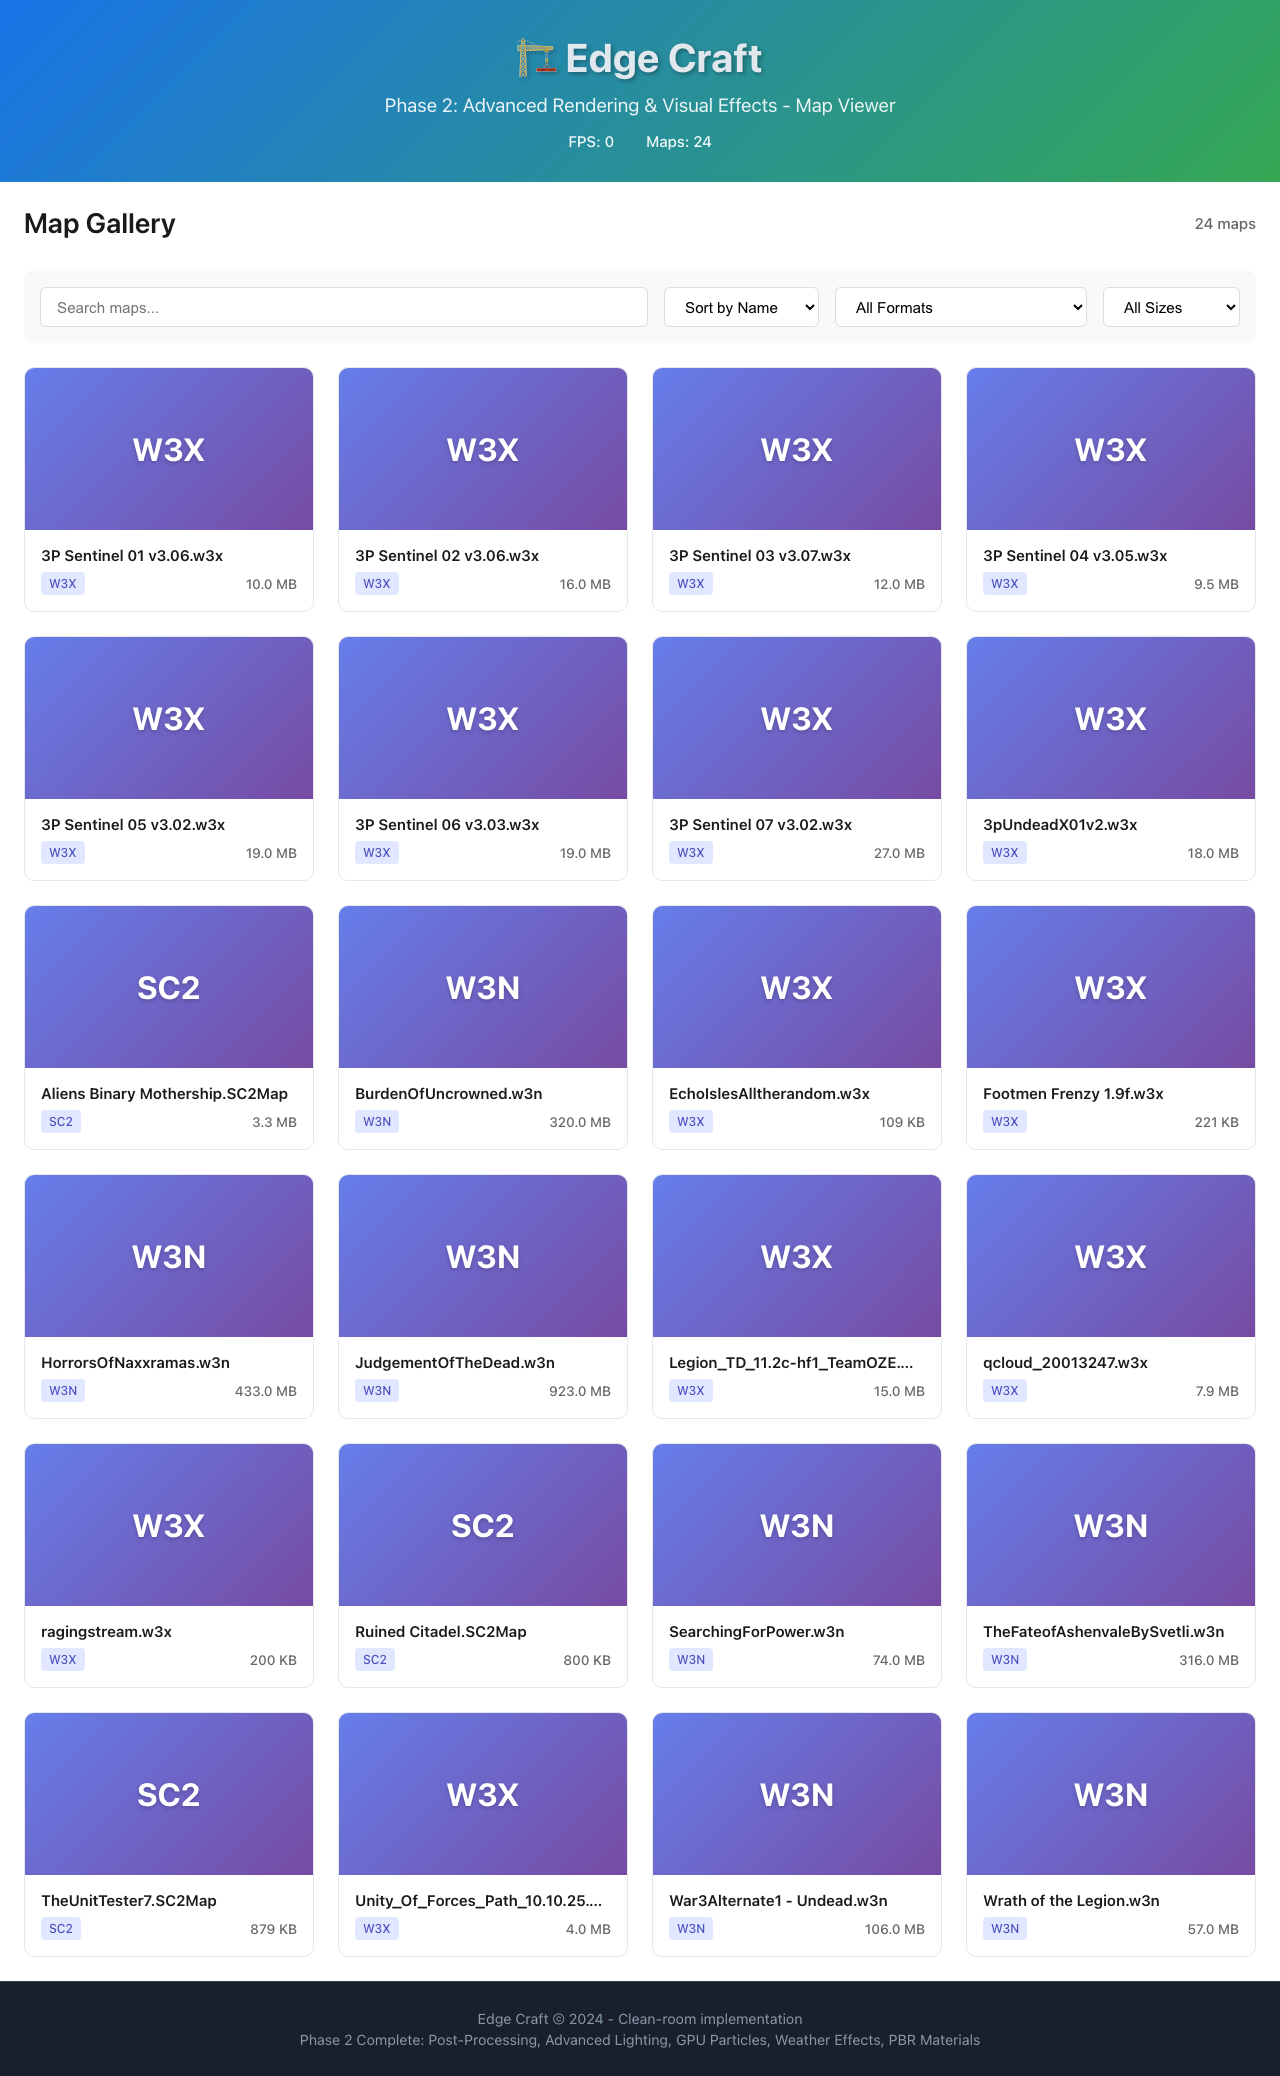 Edge Craft
Phase 2: Advanced Rendering & Visual Effects - Map Viewer
FPS: 0 Maps: 24
Map Gallery
24 maps
Search maps...
Sort by Name
All Formats
All Sizes
W3X
3P Sentinel 01 v3.06.w3x
W3X 10.0 MB
W3X
3P Sentinel 02 v3.06.w3x
W3X 16.0 MB
W3X
3P Sentinel 03 v3.07.w3x
W3X 12.0 MB
W3X
3P Sentinel 04 v3.05.w3x
W3X 9.5 MB
W3X
3P Sentinel 05 v3.02.w3x
W3X 19.0 MB
W3X
3P Sentinel 06 v3.03.w3x
W3X 19.0 MB
W3X
3P Sentinel 07 v3.02.w3x
W3X 27.0 MB
W3X
3pUndeadX01v2.w3x
W3X 18.0 MB
SC2
Aliens Binary Mothership.SC2Map
SC2 3.3 MB
W3N
BurdenOfUncrowned.w3n
W3N 320.0 MB
W3X
EchoIslesAlltherandom.w3x
W3X 109 KB
W3X
Footmen Frenzy 1.9f.w3x
W3X 221 KB
W3N
HorrorsOfNaxxramas.w3n
W3N 433.0 MB
W3N
JudgementOfTheDead.w3n
W3N 923.0 MB
W3X
Legion_TD_11.2c-hf1_TeamOZE....
W3X 15.0 MB
W3X
qcloud_20013247.w3x
W3X 7.9 MB
W3X
ragingstream.w3x
W3X 200 KB
SC2
Ruined Citadel.SC2Map
SC2 800 KB
W3N
SearchingForPower.w3n
W3N 74.0 MB
W3N
TheFateofAshenvaleBySvetli.w3n
W3N 316.0 MB
SC2
TheUnitTester7.SC2Map
SC2 879 KB
W3X
Unity_Of_Forces_Path_10.10.25....
W3X 4.0 MB
W3N
War3Alternate1 - Undead.w3n
W3N 106.0 MB
W3N
Wrath of the Legion.w3n
W3N 57.0 MB
Edge Craft © 2024 - Clean-room implementation
Phase 2 Complete: Post-Processing, Advanced Lighting, GPU Particles, Weather Effects, PBR Materials